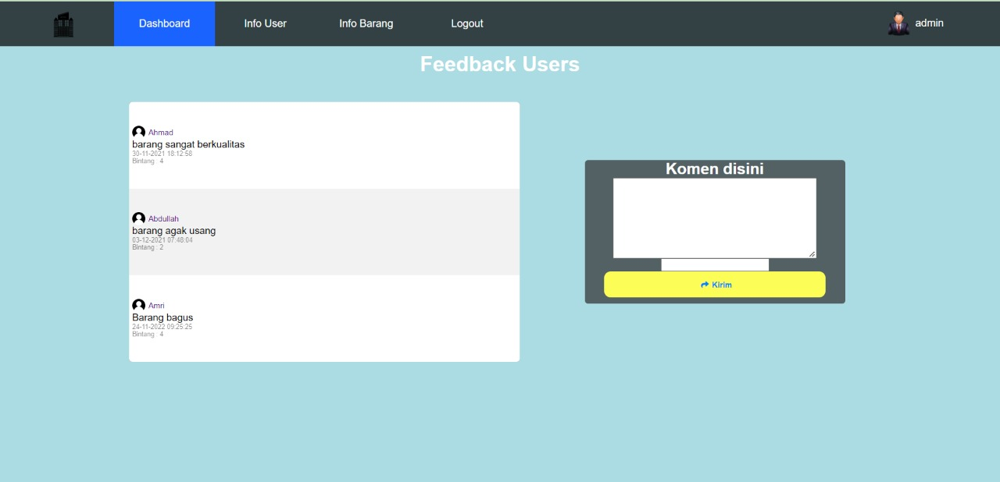 Dashboard Info User Info Barang Logout admin
Feedback Users
Ahmad
barang sangat berkualitas
30-11-2021 18:12:58
Bintang : 4
Abdullah
barang agak usang
03-12-2021 07:48:04
Bintang : 2
Amri
Barang bagus
24-11-2022 09:25:25
Bintang : 4
Komen disini
Kirim